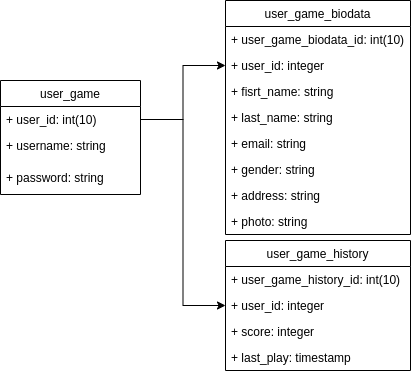 user_game
+ user_id: int(10)
+ username: string
+ password: string
user_game_biodata
+ user_game_biodata_id: int(10)
+ user_id: integer
+ fisrt_name: string
+ last_name: string
+ email: string
+ gender: string
+ address: string
+ photo: string
user_game_history
+ user_game_history_id: int(10)
+ user_id: integer
+ score: integer
+ last_play: timestamp